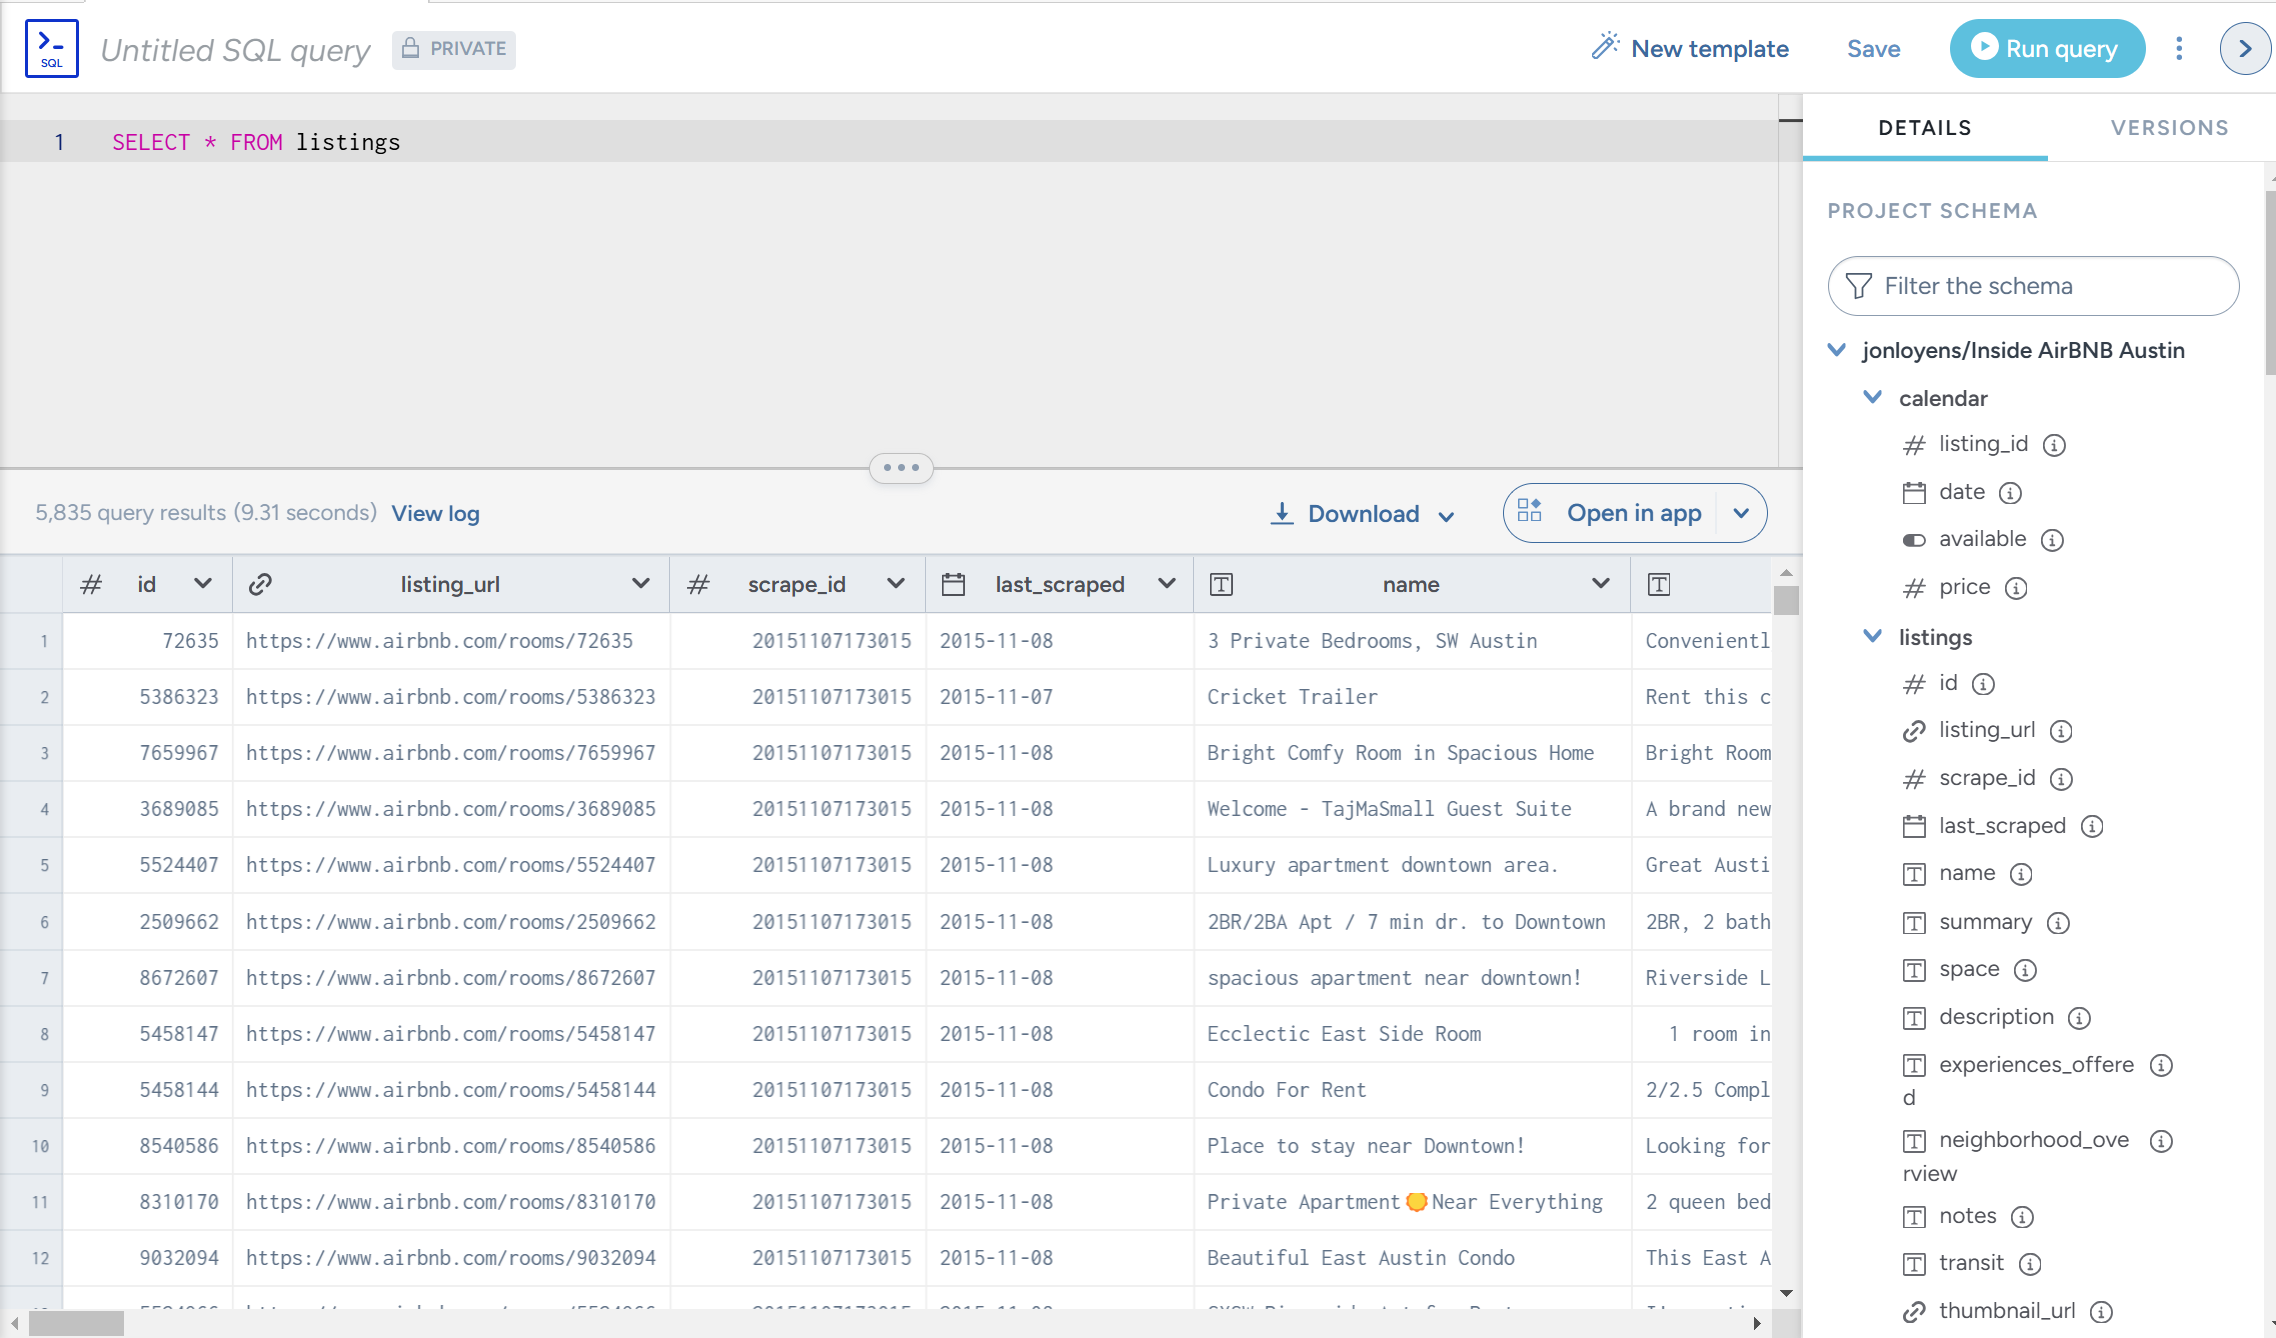 SQL
Untitled SQL query
PRIVATE
New template
Save
Run query
1 SELECT * FROM listings
5,835 query results (9.31 seconds) View log
Download
Open in app
# id listing_url # scrape_id last_scraped T name T
1 72635 https://www.airbnb.com/rooms/72635 20151107173015 2015-11-08 3 Private Bedrooms, SW Austin Convenientl
2 5386323 https://www.airbnb.com/rooms/5386323 20151107173015 2015-11-07 Cricket Trailer Rent this c
3 7659967 https://www.airbnb.com/rooms/7659967 20151107173015 2015-11-08 Bright Comfy Room in Spacious Home Bright Room
4 3689085 https://www.airbnb.com/rooms/3689085 20151107173015 2015-11-08 Welcome - TajMaSmall Guest Suite A brand new
5 5524407 https://www.airbnb.com/rooms/5524407 20151107173015 2015-11-08 Luxury apartment downtown area. Great Austi
6 2509662 https://www.airbnb.com/rooms/2509662 20151107173015 2015-11-08 2BR/2BA Apt / 7 min dr. to Downtown 2BR, 2 bath
7 8672607 https://www.airbnb.com/rooms/8672607 20151107173015 2015-11-08 spacious apartment near downtown! Riverside L
8 5458147 https://www.airbnb.com/rooms/5458147 20151107173015 2015-11-08 Ecclectic East Side Room 1 room in
9 5458144 https://www.airbnb.com/rooms/5458144 20151107173015 2015-11-08 Condo For Rent 2/2.5 Compl
10 8540586 https://www.airbnb.com/rooms/8540586 20151107173015 2015-11-08 Place to stay near Downtown! Looking for
11 8310170 https://www.airbnb.com/rooms/8310170 20151107173015 2015-11-08 Private Apartment Near Everything 2 queen bed
12 9032094 https://www.airbnb.com/rooms/9032094 20151107173015 2015-11-08 Beautiful East Austin Condo This East A
DETAILS VERSIONS
PROJECT SCHEMA
Filter the schema
jonloyens/Inside AirBNB Austin
calendar
# listing_id
date
available
# price
listings
# id
listing_url
# scrape_id
last_scraped
T name
T summary
T space
T description
T experiences_offere
d
T neighborhood_ove
rview
T notes
T transit
thumbnail_url